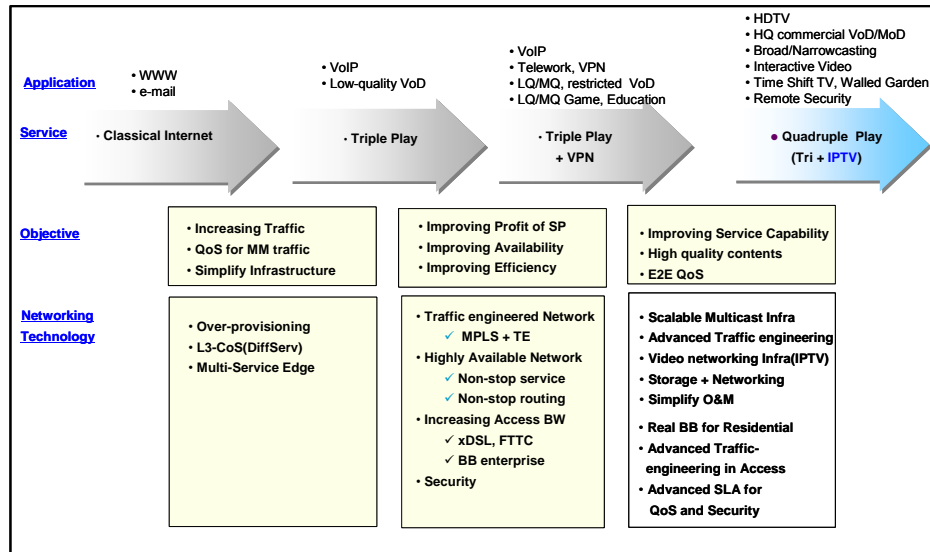 Application
• WWW
• e-mail
• VoIP
• Low-quality VoD
• VoIP
• Telework, VPN
• LQ/MQ, restricted VoD
• LQ/MQ Game, Education
• HDTV
• HQ commercial VoD/MoD
• Broad/Narrowcasting
• Interactive Video
• Time Shift TV, Walled Garden
• Remote Security
Service
· Classical Internet
· Triple Play
· Triple Play
+ VPN
• Quadruple Play
(Tri + IPTV)
Objective
• Increasing Traffic
• QoS for MM traffic
• Simplify Infrastructure
• Improving Profit of SP
• Improving Availability
• Improving Efficiency
• Improving Service Capability
• High quality contents
• E2E QoS
Networking
Technology
• Over-provisioning
• L3-CoS(DiffServ)
• Multi-Service Edge
• Traffic engineered Network
✓ MPLS + TE
• Highly Available Network
✓ Non-stop service
✓ Non-stop routing
• Increasing Access BW
✓ xDSL, FTTC
✓ BB enterprise
• Security
• Scalable Multicast Infra
• Advanced Traffic engineering
• Video networking Infra(IPTV)
• Storage + Networking
• Simplify O&M
• Real BB for Residential
• Advanced Traffic-
engineering in Access
• Advanced SLA for
QoS and Security